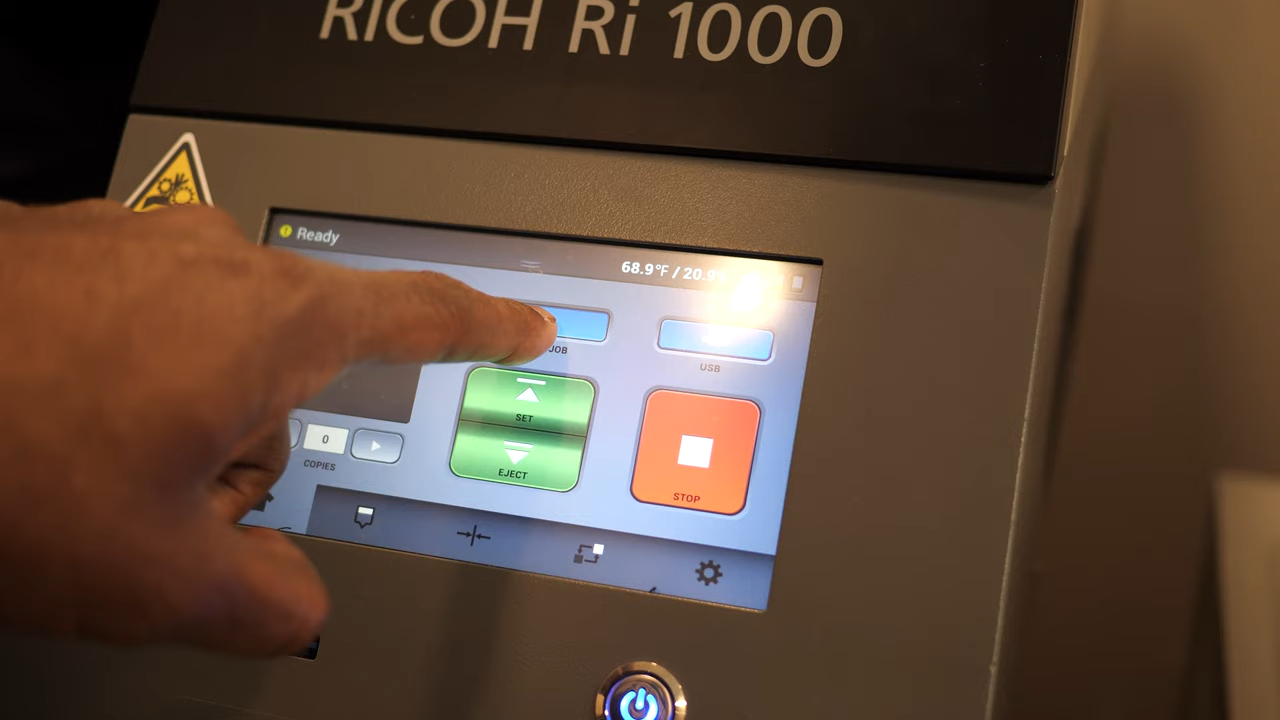 RICOH Ri 1000
Ready
68.9°F / 20.9
JOB
USB
SET
0
EJECT
COPIES
STOP